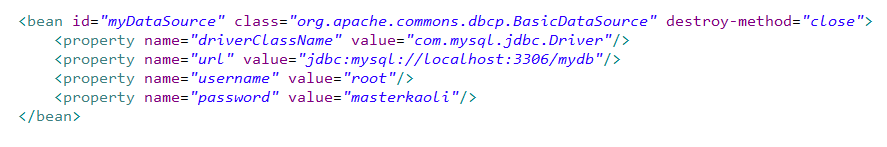 <bean id="myDataSource" class="org.apache.commons.dbcp.BasicDataSource" destroy-method="close">
    <property name="driverClassName" value="com.mysql.jdbc.Driver"/>
    <property name="url" value="jdbc:mysql://localhost:3306/mydb"/>
    <property name="username" value="root"/>
    <property name="password" value="masterkaoli"/>
</bean>